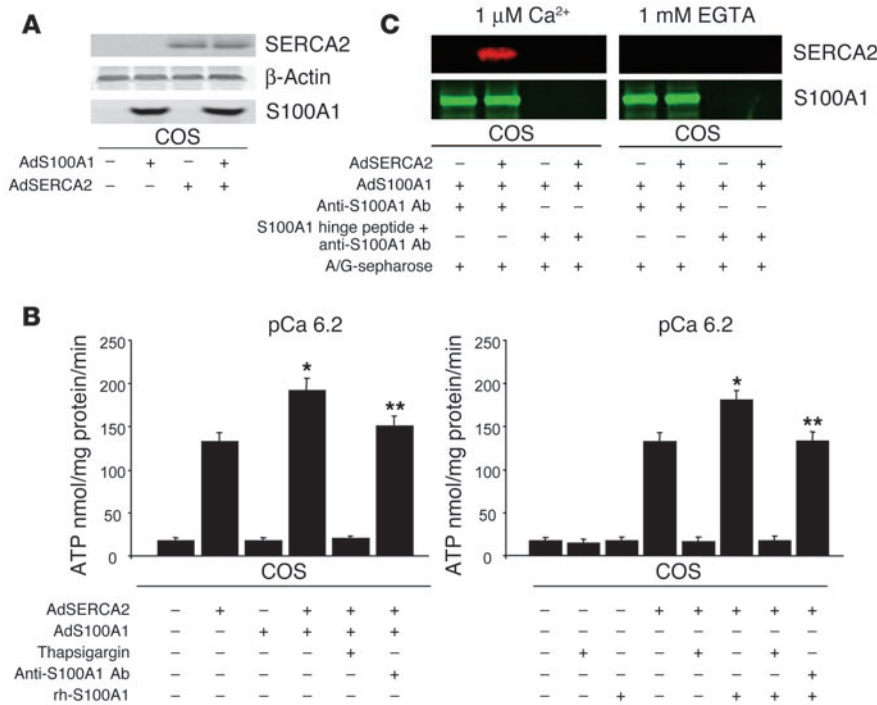 A
SERCA2
β-Actin
S100A1
COS
AdS100A1 – + – +
AdSERCA2 – – + +
C
1 μM Ca²⁺ 1 mM EGTA
SERCA2
S100A1
COS COS
AdSERCA2 – + – + – + – +
AdS100A1 + + + + + + + +
Anti-S100A1 Ab + + – – + + – –
S100A1 hinge peptide +
anti-S100A1 Ab – – + + – – + +
A/G-sepharose + + + + + + + +
B
pCa 6.2
ATP nmol/mg protein/min
250
200
150
100
50
0
*
**
COS
pCa 6.2
ATP nmol/mg protein/min
250
200
150
100
50
0
*
**
COS
AdSERCA2 – + – + + + – – – + + + + +
AdS100A1 – – + + + + – – – – – – – –
Thapsigargin – – – – + – – + – – + – + –
Anti-S100A1 Ab – – – – – + – – – – – – – +
rh-S100A1 – – – – – – – – + – – + + +